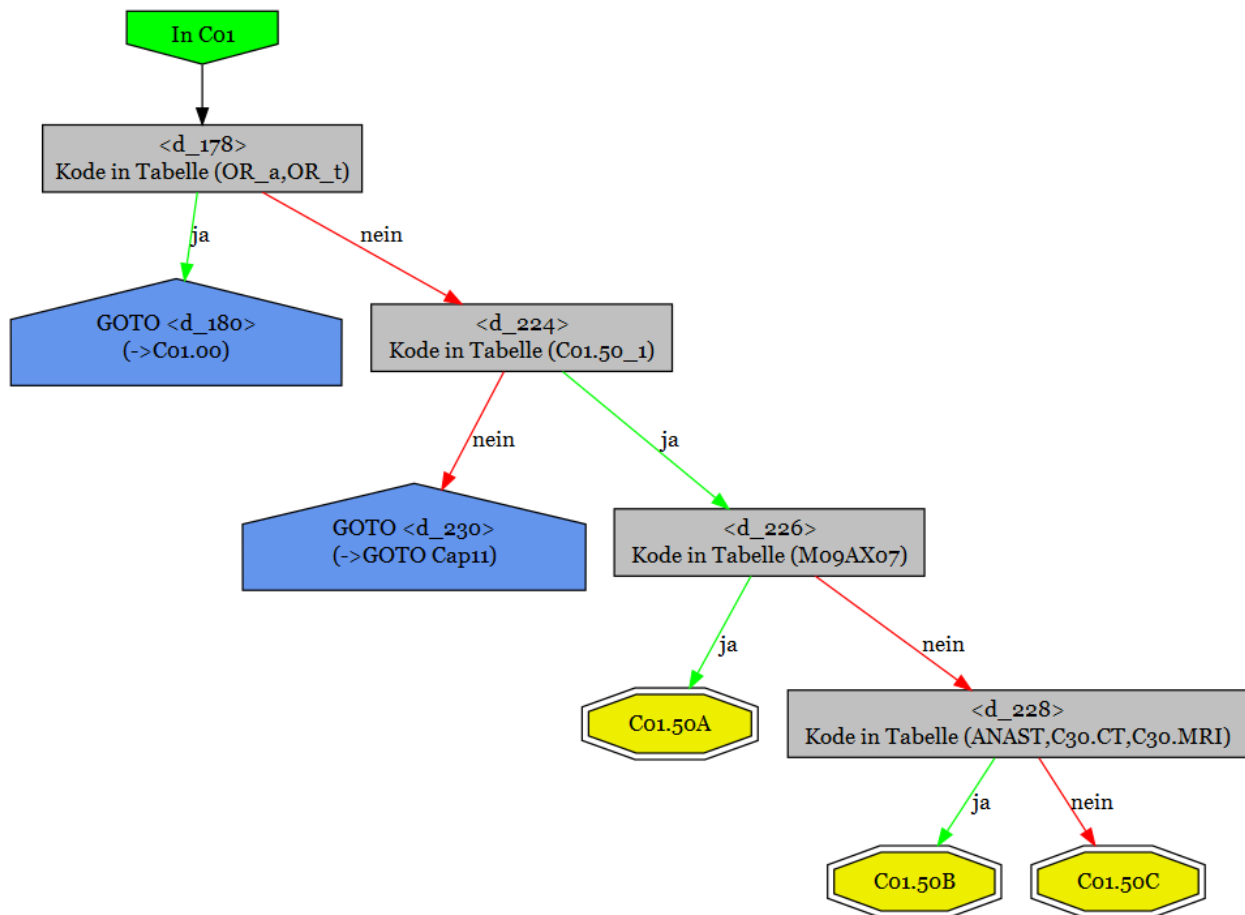 In C01
<d_178>
Kode in Tabelle (OR_a,OR_t)
ja
nein
GOTO <d_180>
(->C01.00)
<d_224>
Kode in Tabelle (C01.50_1)
nein
ja
GOTO <d_230>
(->GOTO Cap11)
<d_226>
Kode in Tabelle (M09AX07)
ja
nein
C01.50A
<d_228>
Kode in Tabelle (ANAST,C30.CT,C30.MRI)
ja
nein
C01.50B
C01.50C